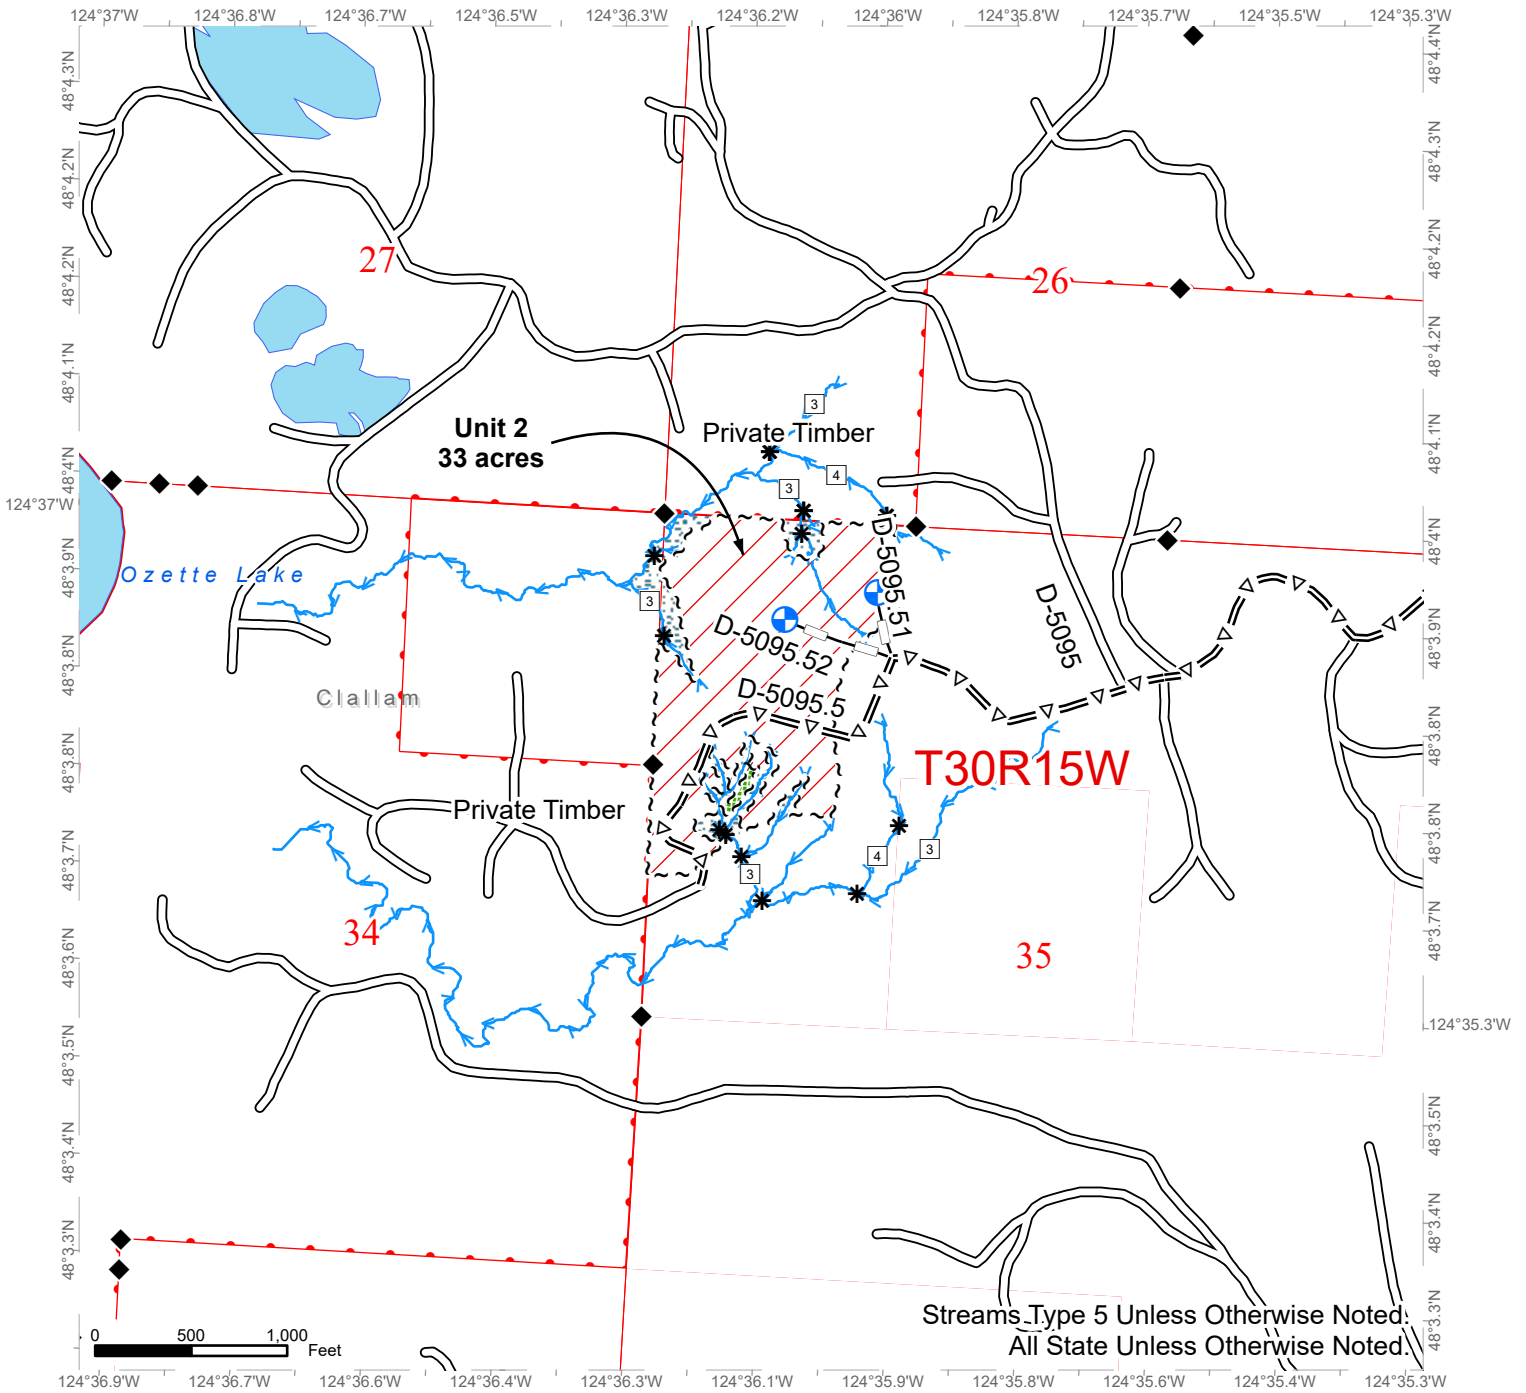 124°37'W 124°36.8'W 124°36.7'W 124°36.5'W 124°36.3'W 124°36.2'W 124°36'W 124°35.8'W 124°35.7'W 124°35.5'W 124°35.3'W
48°4.3'N
48°4.2'N
48°4.2'N
48°4.1'N
48°4'N
124°37'W
48°3.9'N
48°3.8'N
48°3.8'N
48°3.7'N
48°3.6'N
48°3.5'N
48°3.4'N
48°3.3'N
48°4.4'N
48°4.3'N
48°4.2'N
48°4.2'N
48°4.1'N
48°4'N
48°3.9'N
48°3.8'N
48°3.8'N
48°3.7'N
124°35.3'W
48°3.5'N
48°3.4'N
48°3.3'N
27
26
Unit 2
33 acres
Private Timber
3
4
3
3
Ozette Lake
Clallam
D-5095.51
D-5095.52
D-5095.5
D-5095
T30R15W
Private Timber
3
4
3
34
35
Streams Type 5 Unless Otherwise Noted.
All State Unless Otherwise Noted.
0 500 1,000
Feet
124°36.9'W 124°36.7'W 124°36.6'W 124°36.4'W 124°36.3'W 124°36.1'W 124°35.9'W 124°35.8'W 124°35.6'W 124°35.4'W 124°35.3'W